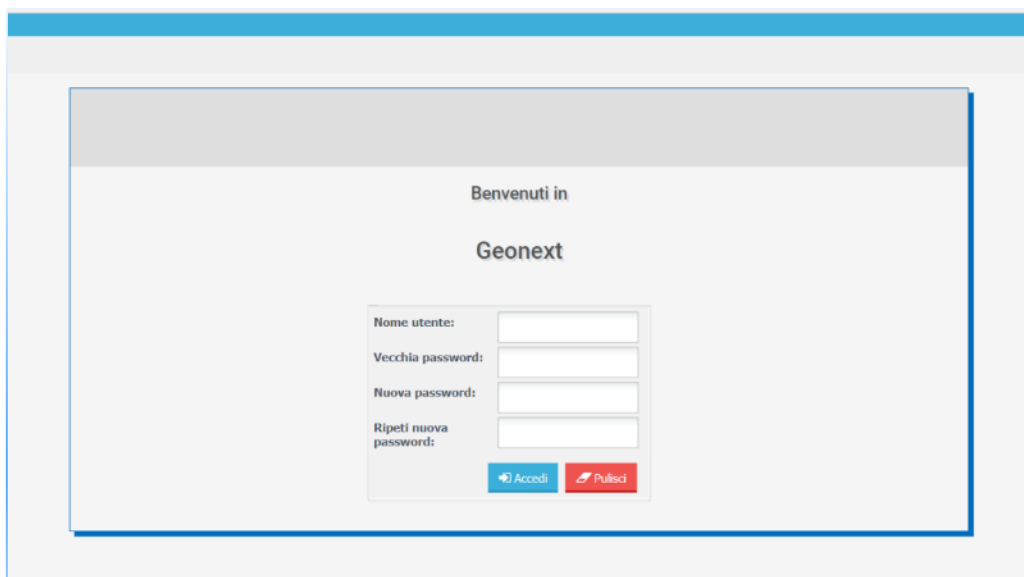 Benvenuti in
Geonext
Nome utente:
Vecchia password:
Nuova password:
Ripeti nuova
password:
Accedi Pulisci